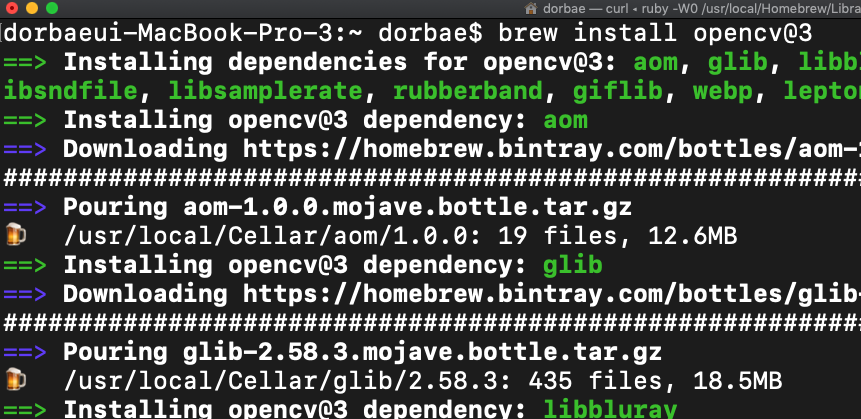 dorbae — curl ◂ ruby -W0 /usr/local/Homebrew/Libra
dorbaeui-MacBook-Pro-3:~ dorbae$ brew install opencv@3
==> Installing dependencies for opencv@3: aom, glib, libbl
ibsndfile, libsamplerate, rubberband, giflib, webp, lepto
==> Installing opencv@3 dependency: aom
==> Downloading https://homebrew.bintray.com/bottles/aom-1
##########################################################
==> Pouring aom-1.0.0.mojave.bottle.tar.gz
🍺 /usr/local/Cellar/aom/1.0.0: 19 files, 12.6MB
==> Installing opencv@3 dependency: glib
==> Downloading https://homebrew.bintray.com/bottles/glib-
##########################################################
==> Pouring glib-2.58.3.mojave.bottle.tar.gz
🍺 /usr/local/Cellar/glib/2.58.3: 435 files, 18.5MB
==> Installing opencv@3 dependency: libbluray